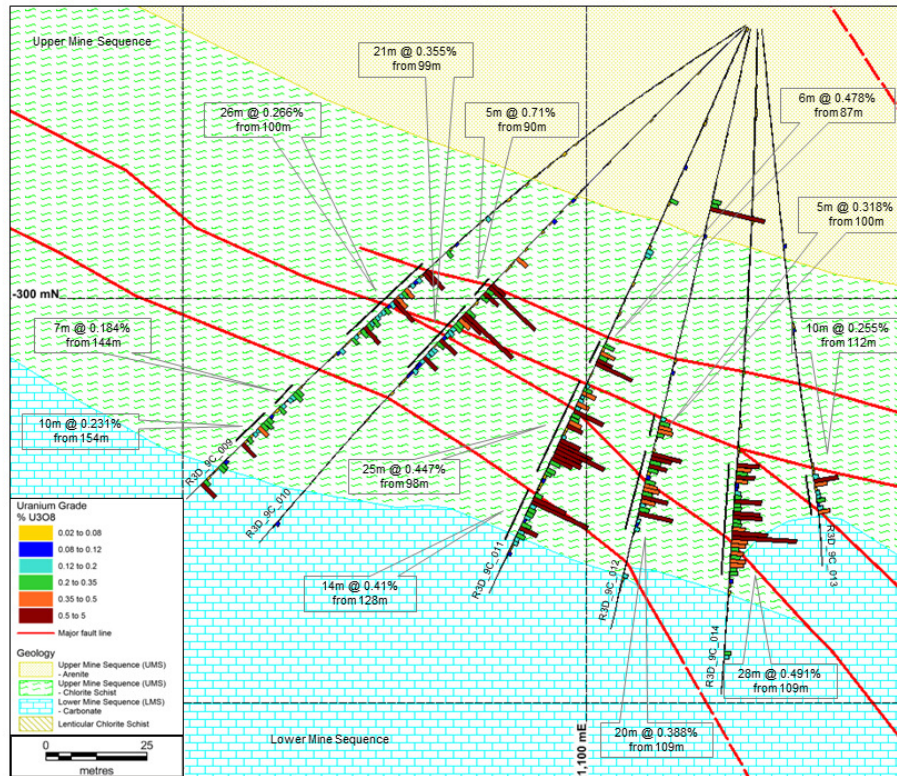 Upper Mine Sequence
21m @ 0.355%
from 99m
26m @ 0.266%
from 100m
5m @ 0.71%
from 90m
6m @ 0.478%
from 87m
5m @ 0.318%
from 100m
-300 mN
7m @ 0.184%
from 144m
10m @ 0.255%
from 112m
10m @ 0.231%
from 154m
R3D_9C_009
25m @ 0.447%
from 98m
R3D_9C_010
14m @ 0.41%
from 128m
R3D_9C_011
R3D_9C_012
R3D_9C_013
R3D_9C_014
28m @ 0.491%
from 109m
20m @ 0.388%
from 109m
1,100 mE
Lower Mine Sequence
Uranium Grade
% U3O8
0.02 to 0.08
0.08 to 0.12
0.12 to 0.2
0.2 to 0.35
0.35 to 0.5
0.5 to 5
Major fault line
Geology
Upper Mine Sequence (UMS)
- Arenite
Upper Mine Sequence (UMS)
- Chlorite Schist
Lower Mine Sequence (LMS)
- Carbonate
Lenticular Chlorite Schist
0 25
metres